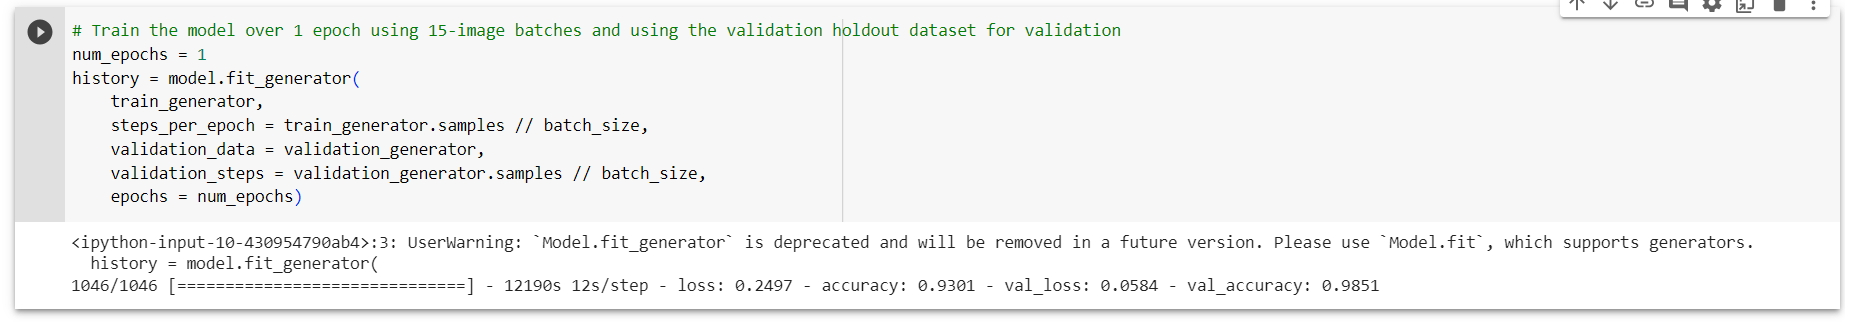 # Train the model over 1 epoch using 15-image batches and using the validation holdout dataset for validation
num_epochs = 1
history = model.fit_generator(
    train_generator,
    steps_per_epoch = train_generator.samples // batch_size,
    validation_data = validation_generator,
    validation_steps = validation_generator.samples // batch_size,
    epochs = num_epochs)
<ipython-input-10-430954790ab4>:3: UserWarning: `Model.fit_generator` is deprecated and will be removed in a future version. Please use `Model.fit`, which supports generators.
  history = model.fit_generator(
1046/1046 [==============================] - 12190s 12s/step - loss: 0.2497 - accuracy: 0.9301 - val_loss: 0.0584 - val_accuracy: 0.9851